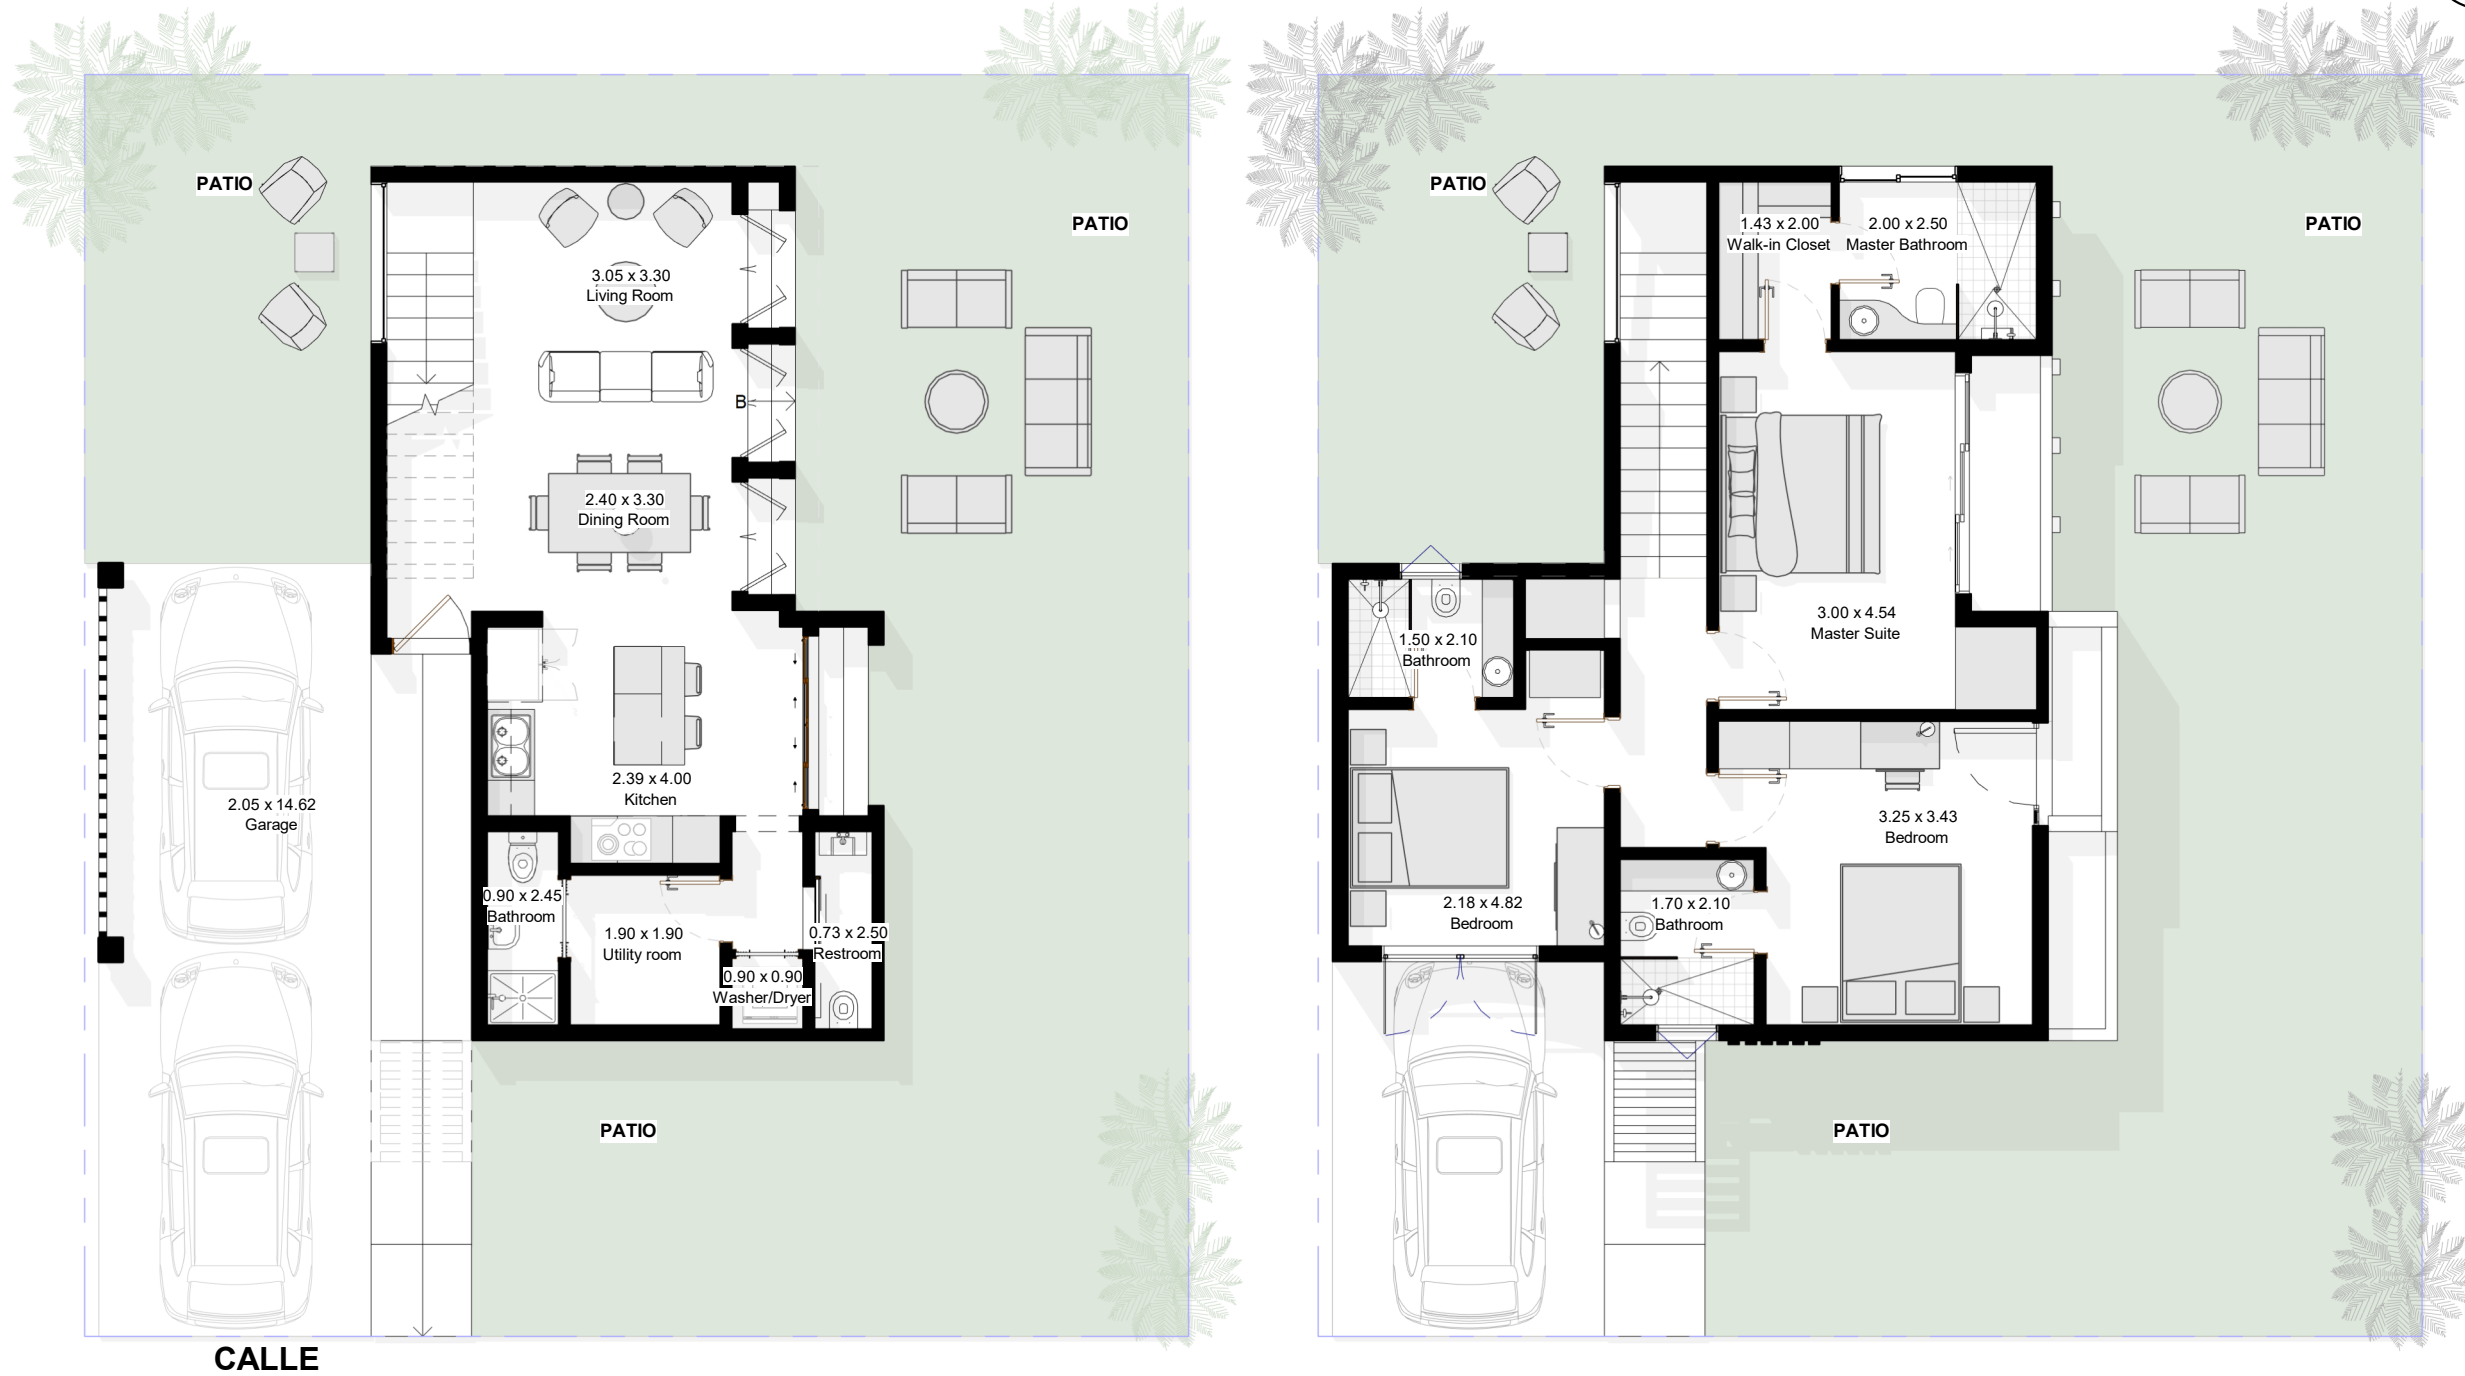 PATIO
PATIO
3.05 x 3.30
Living Room
B
2.40 x 3.30
Dining Room
2.39 x 4.00
Kitchen
2.05 x 14.62
Garage
0.90 x 2.45
Bathroom
1.90 x 1.90
Utility room
0.73 x 2.50
Restroom
0.90 x 0.90
Washer/Dryer
PATIO
CALLE
PATIO
1.43 x 2.00
Walk-in Closet
2.00 x 2.50
Master Bathroom
PATIO
3.00 x 4.54
Master Suite
1.50 x 2.10
Bathroom
3.25 x 3.43
Bedroom
2.18 x 4.82
Bedroom
1.70 x 2.10
Bathroom
PATIO